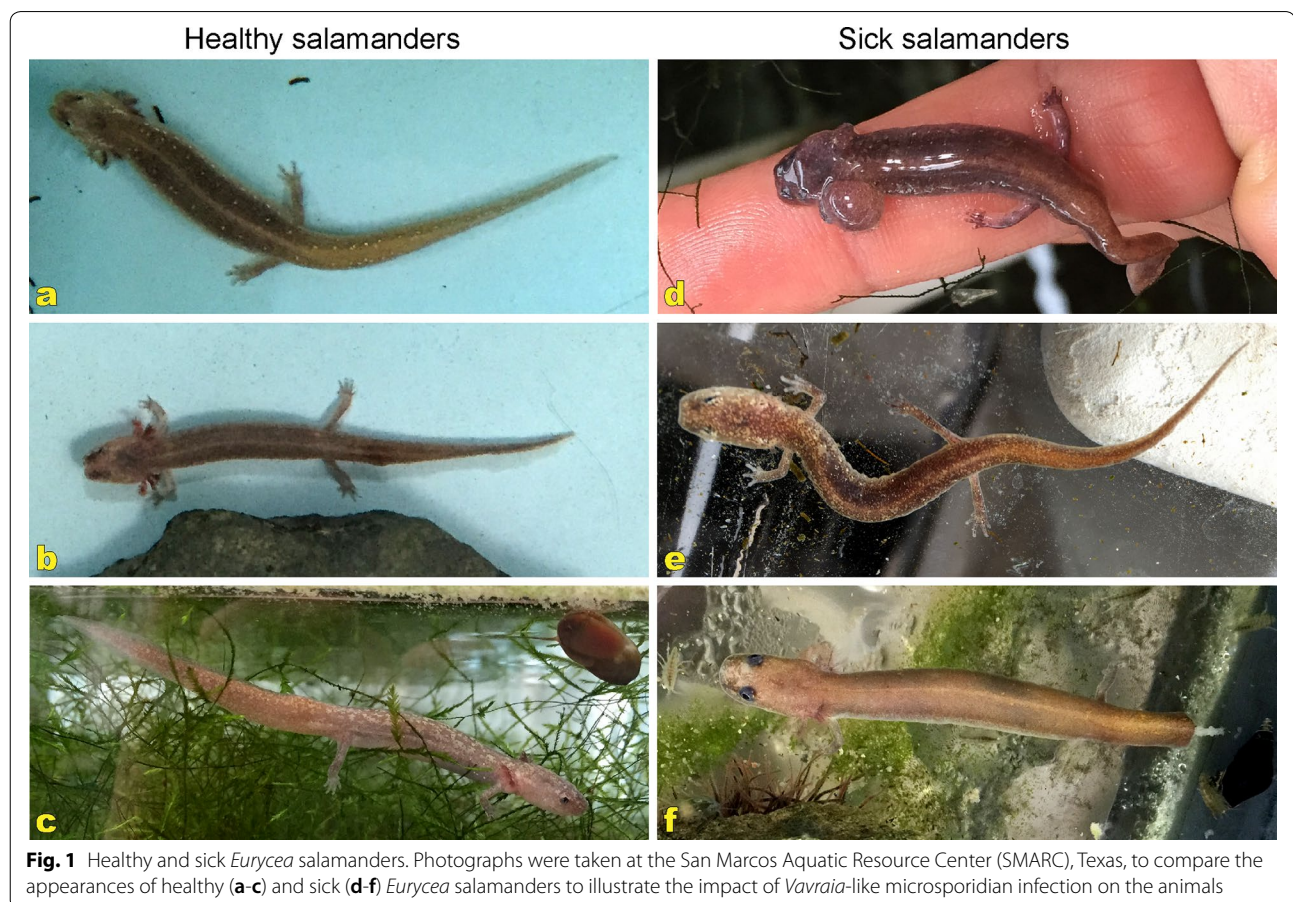 Healthy salamanders
Sick salamanders
a
d
b
e
c
f
Fig. 1 Healthy and sick Eurycea salamanders. Photographs were taken at the San Marcos Aquatic Resource Center (SMARC), Texas, to compare the
appearances of healthy (a-c) and sick (d-f) Eurycea salamanders to illustrate the impact of Vavraia-like microsporidian infection on the animals